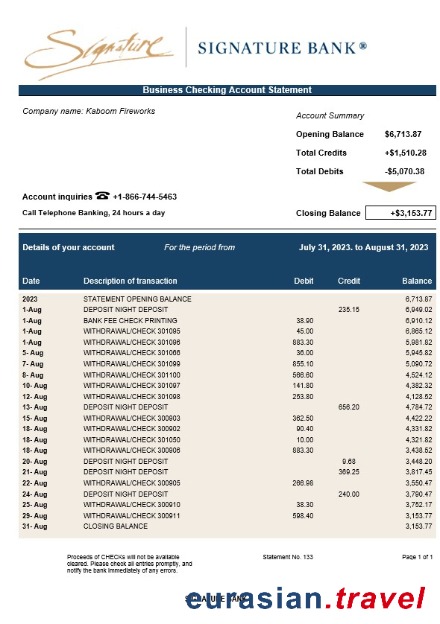 Signature
SIGNATURE BANK®
Business Checking Account Statement
Company name: Kaboom Fireworks
Account Summary
Opening Balance $6,713.87
Total Credits +$1,510.28
Total Debits -$5,070.38
Account inquiries ☎ +1-866-744-5463
Call Telephone Banking, 24 hours a day
Closing Balance +$3,153.77
Details of your account For the period from July 31, 2023. to August 31, 2023
Date Description of transaction Debit Credit Balance
2023 STATEMENT OPENING BALANCE 6,713.87
1-Aug DEPOSIT NIGHT DEPOSIT 235.15 6,949.02
1-Aug BANK FEE CHECK PRINTING 38.90 6,910.12
1-Aug WITHDRAWAL/CHECK 301095 45.00 6,865.12
1-Aug WITHDRAWAL/CHECK 301096 883.30 5,981.82
5- Aug WITHDRAWAL/CHECK 301066 36.00 5,945.82
7- Aug WITHDRAWAL/CHECK 301099 855.10 5,090.72
8- Aug WITHDRAWAL/CHECK 301100 566.60 4,524.12
10- Aug WITHDRAWAL/CHECK 301097 141.80 4,382.32
12- Aug WITHDRAWAL/CHECK 301098 253.80 4,128.52
13- Aug DEPOSIT NIGHT DEPOSIT 656.20 4,784.72
15- Aug WITHDRAWAL/CHECK 300903 362.50 4,422.22
18- Aug WITHDRAWAL/CHECK 300902 90.40 4,331.82
18- Aug WITHDRAWAL/CHECK 301050 10.00 4,321.82
18- Aug WITHDRAWAL/CHECK 300906 883.30 3,438.52
20- Aug DEPOSIT NIGHT DEPOSIT 9.68 3,448.20
21- Aug DEPOSIT NIGHT DEPOSIT 369.25 3,817.45
22- Aug WITHDRAWAL/CHECK 300905 266.98 3,550.47
24- Aug DEPOSIT NIGHT DEPOSIT 240.00 3,790.47
25- Aug WITHDRAWAL/CHECK 300910 38.30 3,752.17
29- Aug WITHDRAWAL/CHECK 300911 598.40 3,153.77
31- Aug CLOSING BALANCE 3,153.77
Proceeds of CHECKs will not be available Statement No. 133 Page 1 of 1
cleared. Please check all entries promptly, and
notify the bank immediately of any errors.
SIGNATURE BANK
eurasian.travel